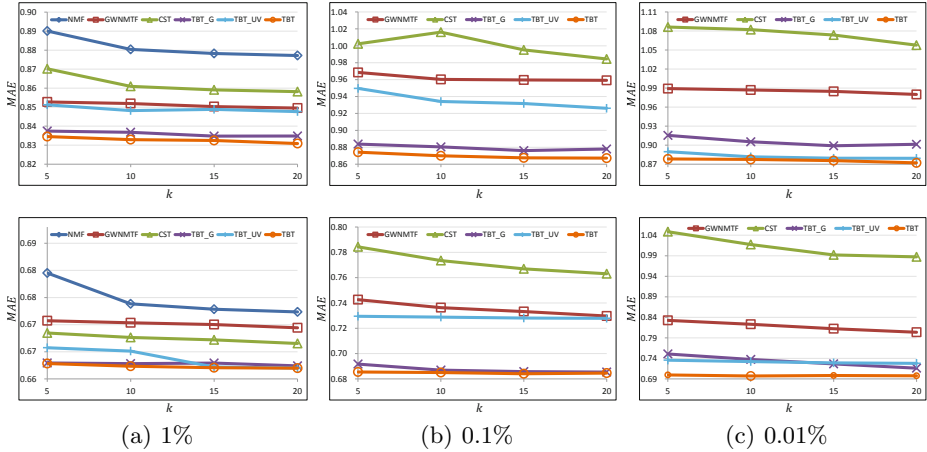 NMF GWNMTF CST TBT_G TBT_UV TBT
MAE
0.90
0.89
0.88
0.87
0.85
0.84
0.83
0.82
5 10 15 20
k
GWNMTF CST TBT_G TBT_UV TBT
MAE
1.04
1.02
1.00
0.98
0.96
0.94
0.92
0.90
0.88
0.86
5 10 15 20
k
GWNMTF CST TBT_G TBT_UV TBT
MAE
1.11
1.08
1.05
1.02
0.99
0.96
0.93
0.90
0.87
5 10 15 20
k
NMF GWNMTF CST TBT_G TBT_UV TBT
MAE
0.69
0.68
0.68
0.67
0.67
0.66
5 10 15 20
k
GWNMTF CST TBT_G TBT_UV TBT
MAE
0.80
0.78
0.76
0.74
0.72
0.70
0.68
5 10 15 20
k
GWNMTF CST TBT_G TBT_UV TBT
MAE
1.04
0.99
0.94
0.89
0.84
0.79
0.74
0.69
5 10 15 20
k
(a) 1%
(b) 0.1%
(c) 0.01%